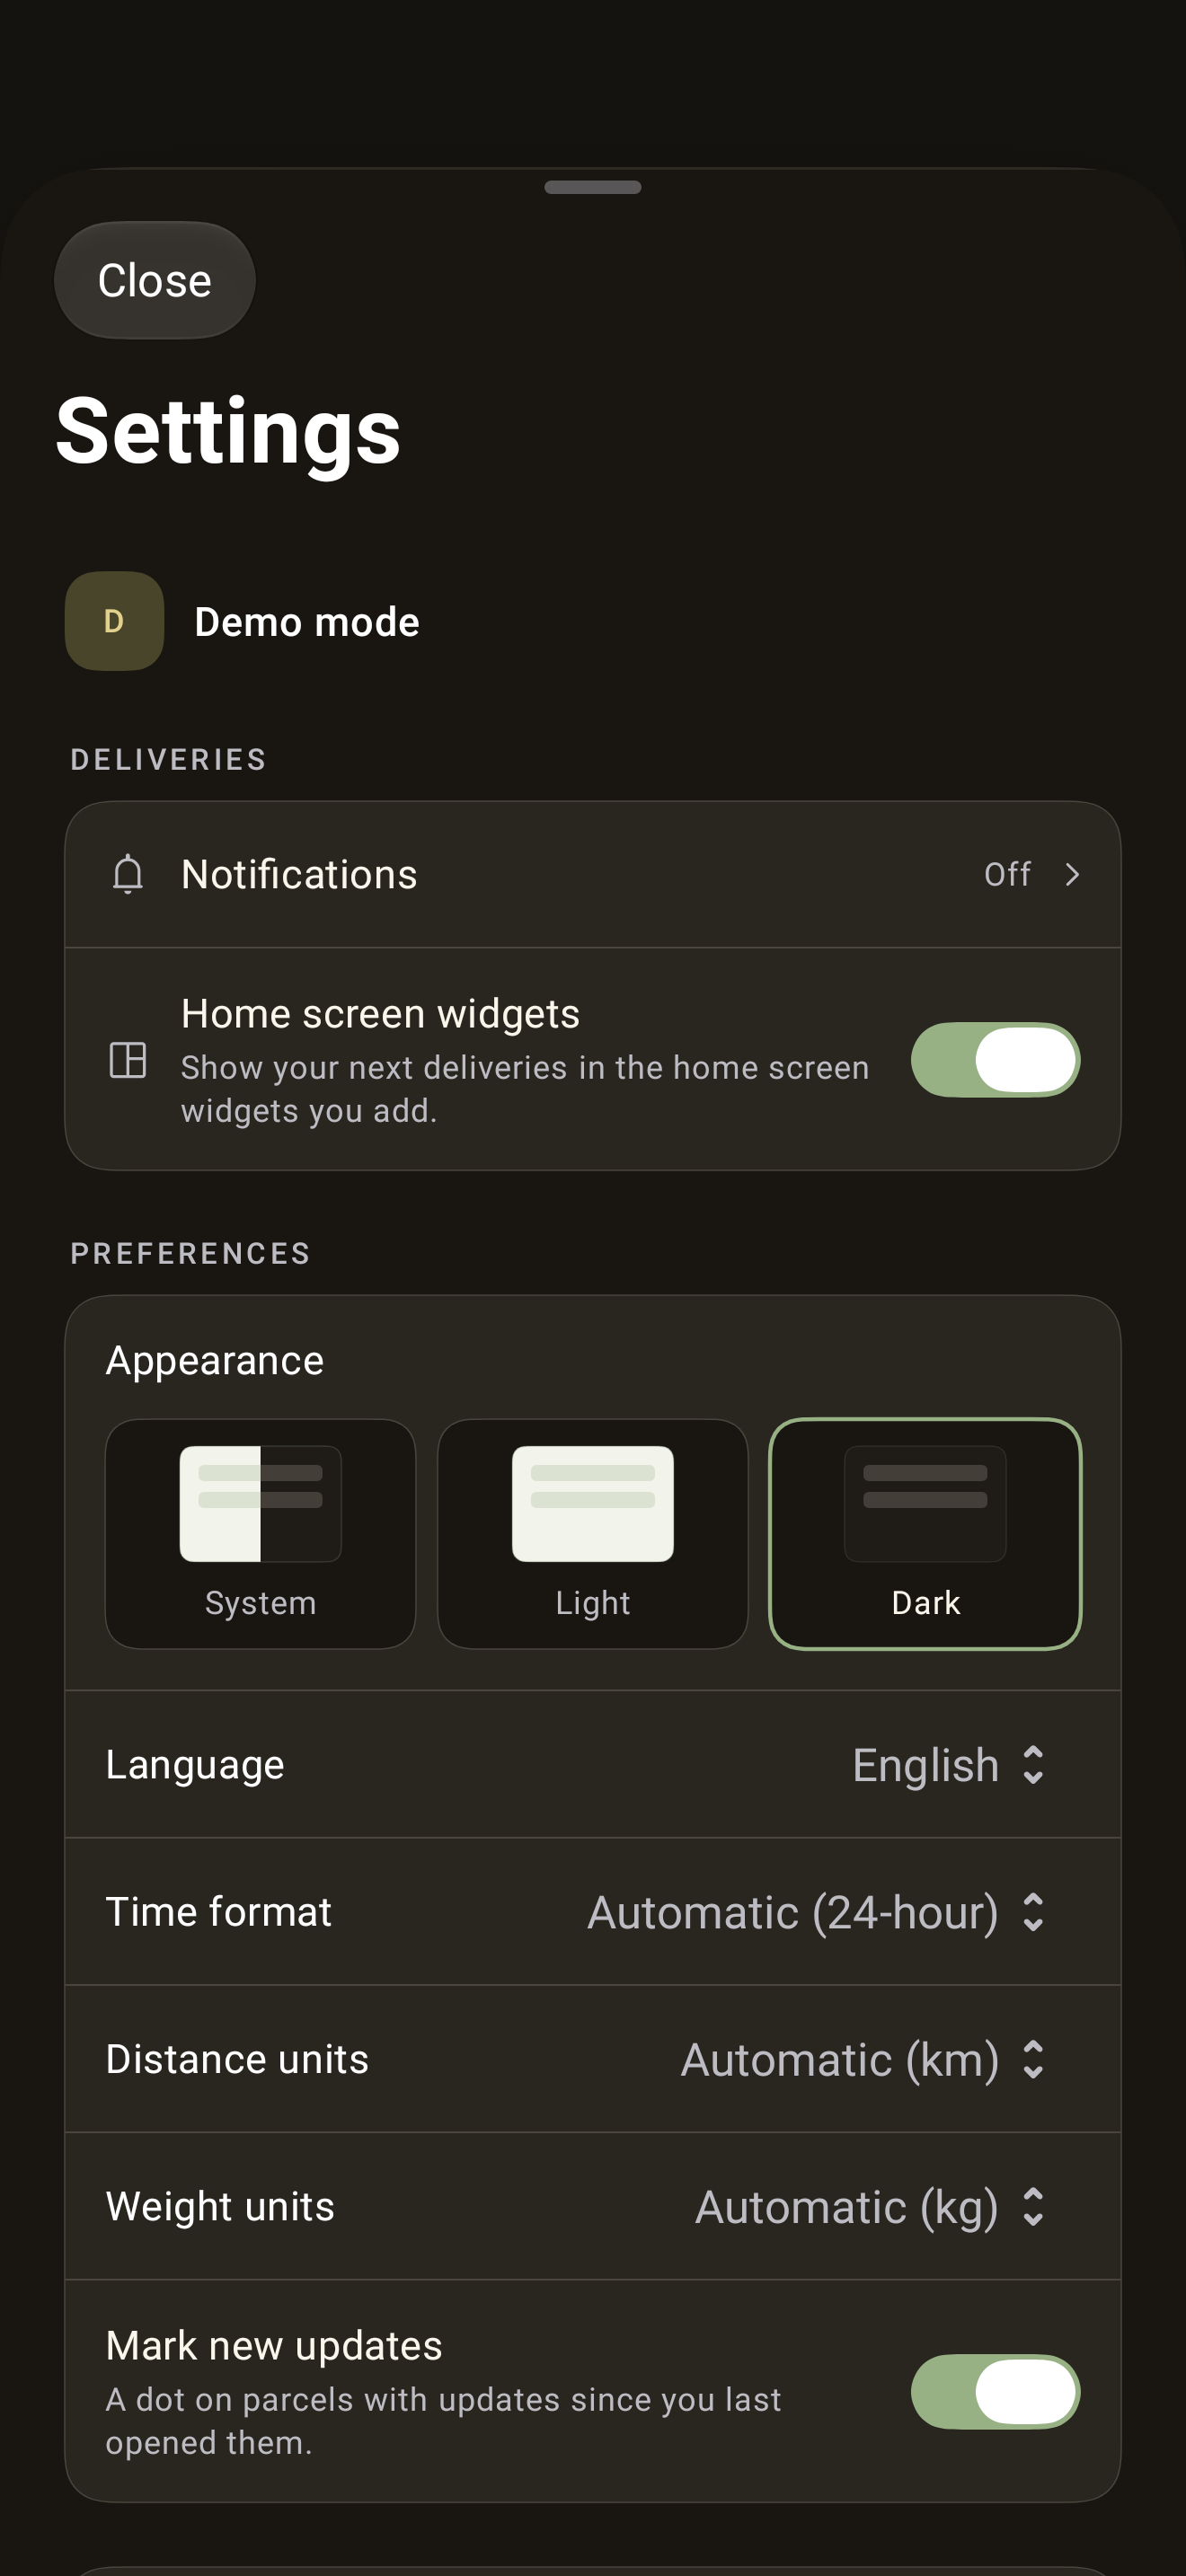 Close
Settings
D
Demo mode
DELIVERIES
Notifications
Off
Home screen widgets
Show your next deliveries in the home screen
widgets you add.
PREFERENCES
Appearance
System
Light
Dark
Language
English
Time format
Automatic (24-hour)
Distance units
Automatic (km)
Weight units
Automatic (kg)
Mark new updates
A dot on parcels with updates since you last
opened them.